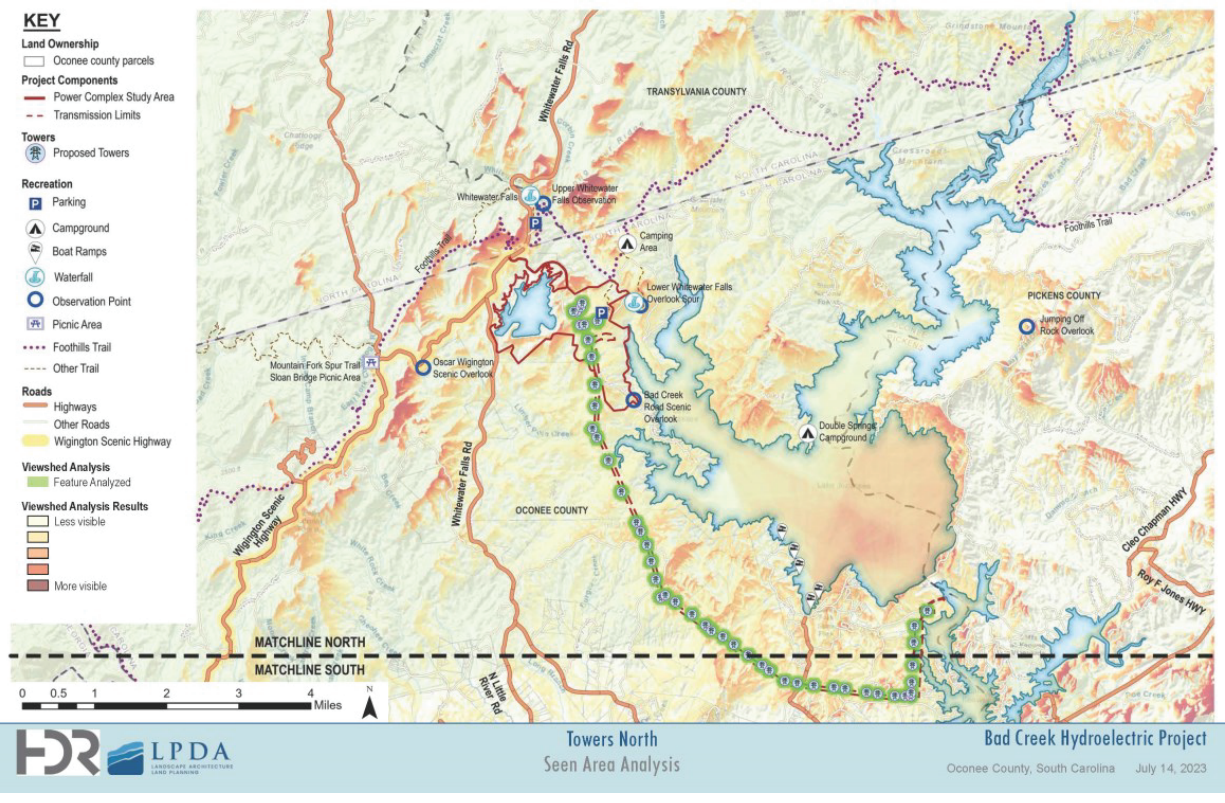 KEY
Land Ownership
Oconee county parcels
Project Components
Power Complex Study Area
Transmission Limits
Towers
Proposed Towers
Recreation
P Parking
Campground
Boat Ramps
Waterfall
Observation Point
Picnic Area
Foothills Trail
Other Trail
Roads
Highways
Other Roads
Wigington Scenic Highway
Viewshed Analysis
Feature Analyzed
Viewshed Analysis Results
Less visible
More visible
Whitewater Falls Rd
TRANSYLVANIA COUNTY
NORTH CAROLINA
SOUTH CAROLINA
Whitewater Falls
Upper Whitewater
Falls Observation
P
Foothills Trail
Camping
Area
Foothills Trail
NORTH CAROLINA
Lower Whitewater Falls
Overlook Spur
PICKENS COUNTY
P
Jumping Off
Rock Overlook
Mountain Fork Spur Trail
Sloan Bridge Picnic Area
Oscar Wigington
Scenic Overlook
Bad Creek
Road Scenic
Overlook
Double Springs
Campground
Whitewater Falls Rd
OCONEE COUNTY
Wigington Scenic
Highway
Cleo Chapman HWY
Roy F Jones HWY
MATCHLINE NORTH
MATCHLINE SOUTH
N Little
River Rd
0 0.5 1 2 3 4
Miles
N
HDR
LPDA
LANDSCAPE ARCHITECTURE
LAND PLANNING
Towers North
Seen Area Analysis
Bad Creek Hydroelectric Project
Oconee County, South Carolina July 14, 2023